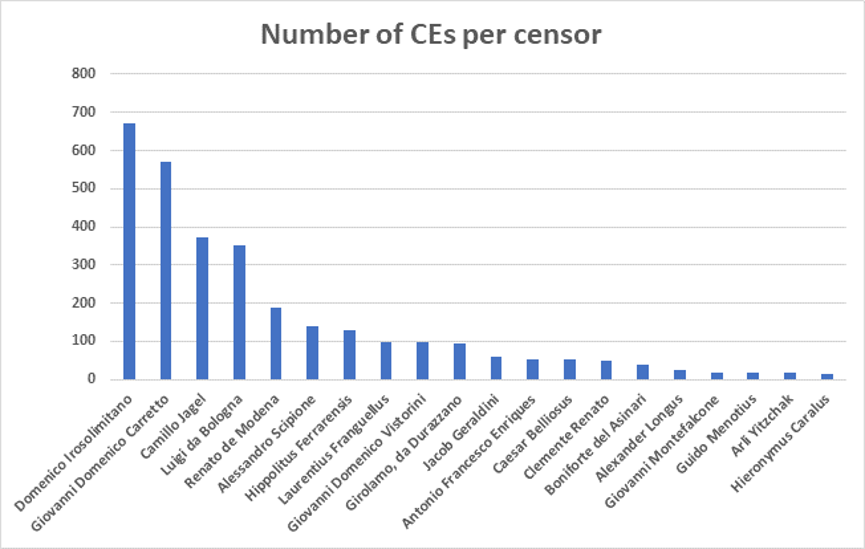 Number of CEs per censor
800
700
600
500
400
300
200
100
0
Domenico Irosolimitano
Giovanni Domenico Carretto
Camillo Jagel
Luigi da Bologna
Renato de Modena
Alessandro Scipione
Hippolitus Ferrarensis
Laurentius Franguellus
Giovanni Domenico Vistorini
Girolamo, da Durazzano
Jacob Geraldini
Antonio Francesco Enriques
Caesar Belliosus
Clemente Renato
Boniforte del Asinari
Alexander Longus
Giovanni Montefalcone
Guido Menotius
Arli Yitzchak
Hieronymus Caralus